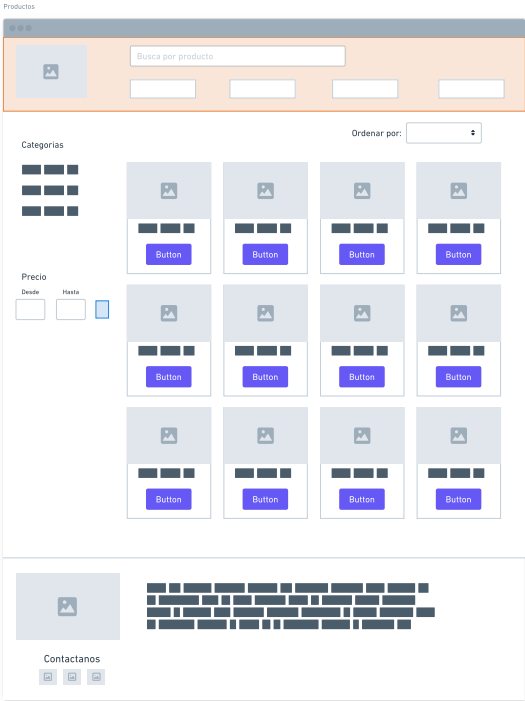 Productos
Busca por producto
Ordenar por:
Categorias
Button Button Button Button
Precio
Desde Hasta
Button Button Button Button
Button Button Button Button
Contactanos